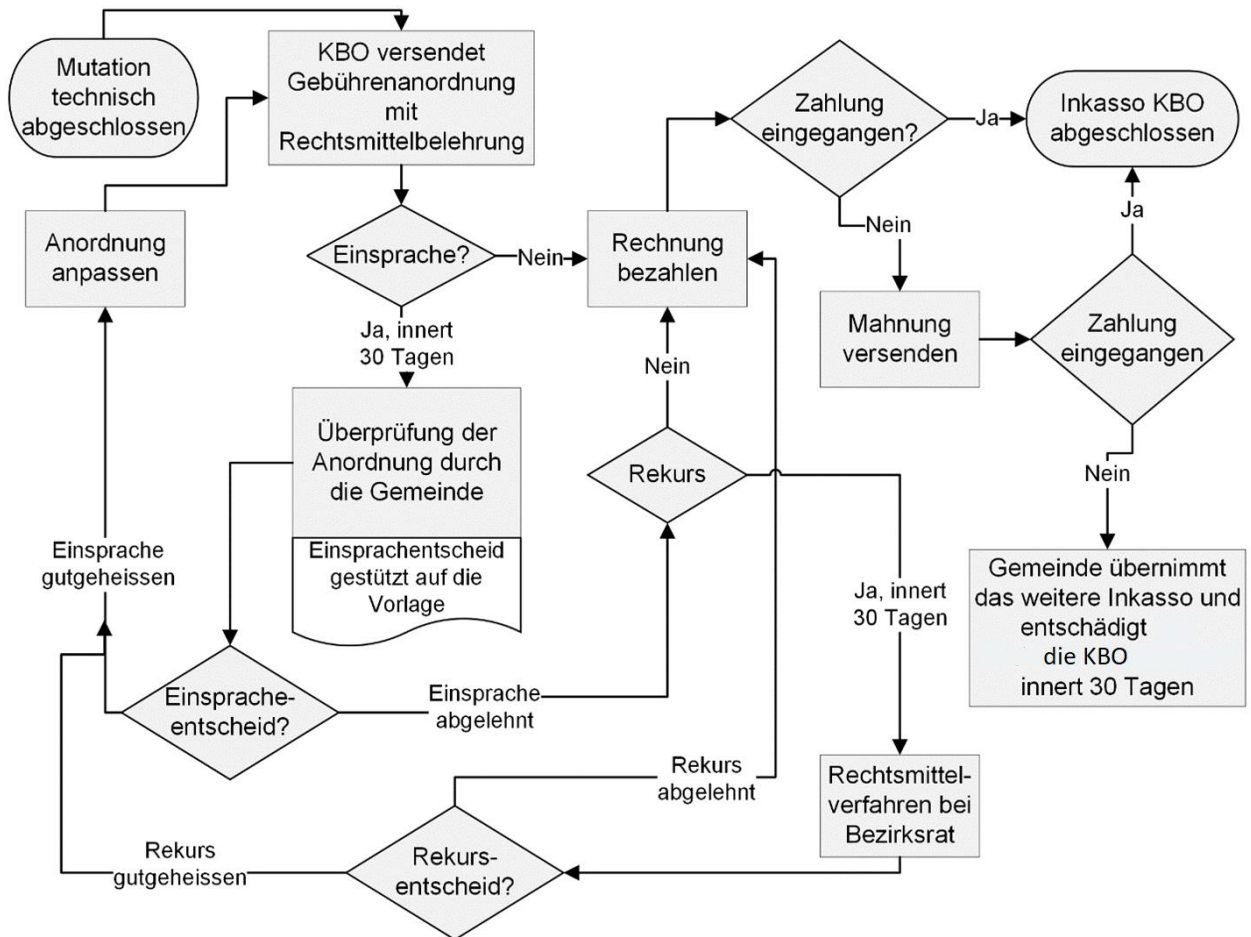 Mutation
technisch
abgeschlossen
KBO versendet
Gebührenanordnung
mit
Rechtsmittelbelehrung
Zahlung
eingegangen?
Ja
Inkasso KBO
abgeschlossen
Anordnung
anpassen
Einsprache?
Nein
Rechnung
bezahlen
Nein
Ja
Mahnung
versenden
Zahlung
eingegangen
Ja, innert
30 Tagen
Nein
Überprüfung der
Anordnung durch
die Gemeinde
Rekurs
Nein
Einsprache
gutgeheissen
Einsprachentscheid
gestützt auf die
Vorlage
Ja, innert
30 Tagen
Gemeinde übernimmt
das weitere Inkasso und
entschädigt
die KBO
innert 30 Tagen
Einsprache-
entscheid?
Einsprache
abgelehnt
Rekurs
abgelehnt
Rechtsmittel-
verfahren bei
Bezirksrat
Rekurs
gutgeheissen
Rekurs-
entscheid?